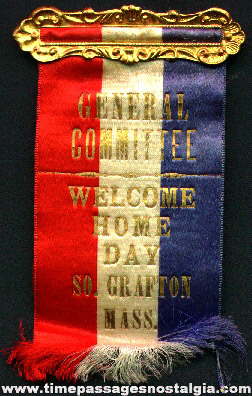 GENERAL
COMMITTEE
WELCOME
HOME
DAY
SO. GRAFTON
MASS.
www.timepassagesnostalgia.com